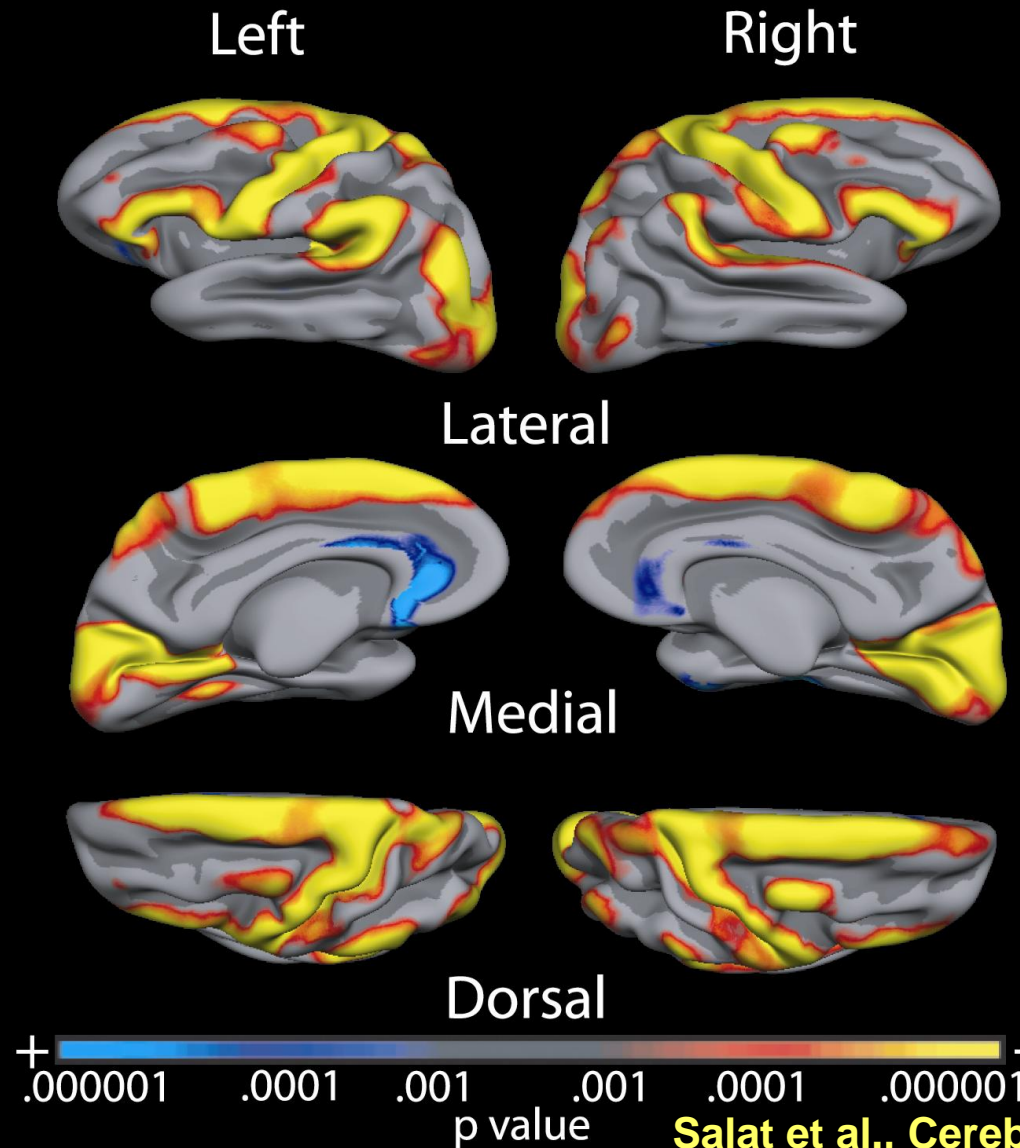 Left Right
Lateral
Medial
Dorsal
+ -
.000001 .0001 .001 .001 .0001 .000001
p value
Salat et al., Cereb